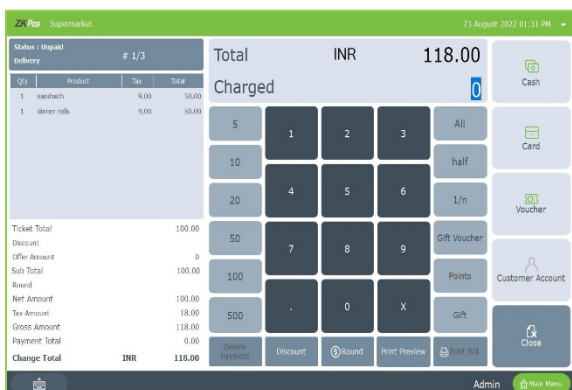 ZKPos Supermarket 23 August 2022 01:31 PM
Status : Unpaid
Delivery
# 1/3
Qty Product Tax Total
1 sandwich 9.00 50.00
1 dinner rolls 9.00 50.00
Ticket Total 100.00
Discount
Offer Amount 0
Sub Total 100.00
Round
Net Amount 100.00
Tax Amount 18.00
Gross Amount 118.00
Payment Total 0.00
Change Total INR 118.00
Total INR 118.00
Charged 0
5 1 2 3 All
10 half
20 4 5 6 1/n
50 7 8 9 Gift Voucher
100 Points
500 . 0 X Gift
Delete Payment Discount Round Print Preview Print Bill
Cash
Card
Voucher
Customer Account
Close
Admin Main Menu